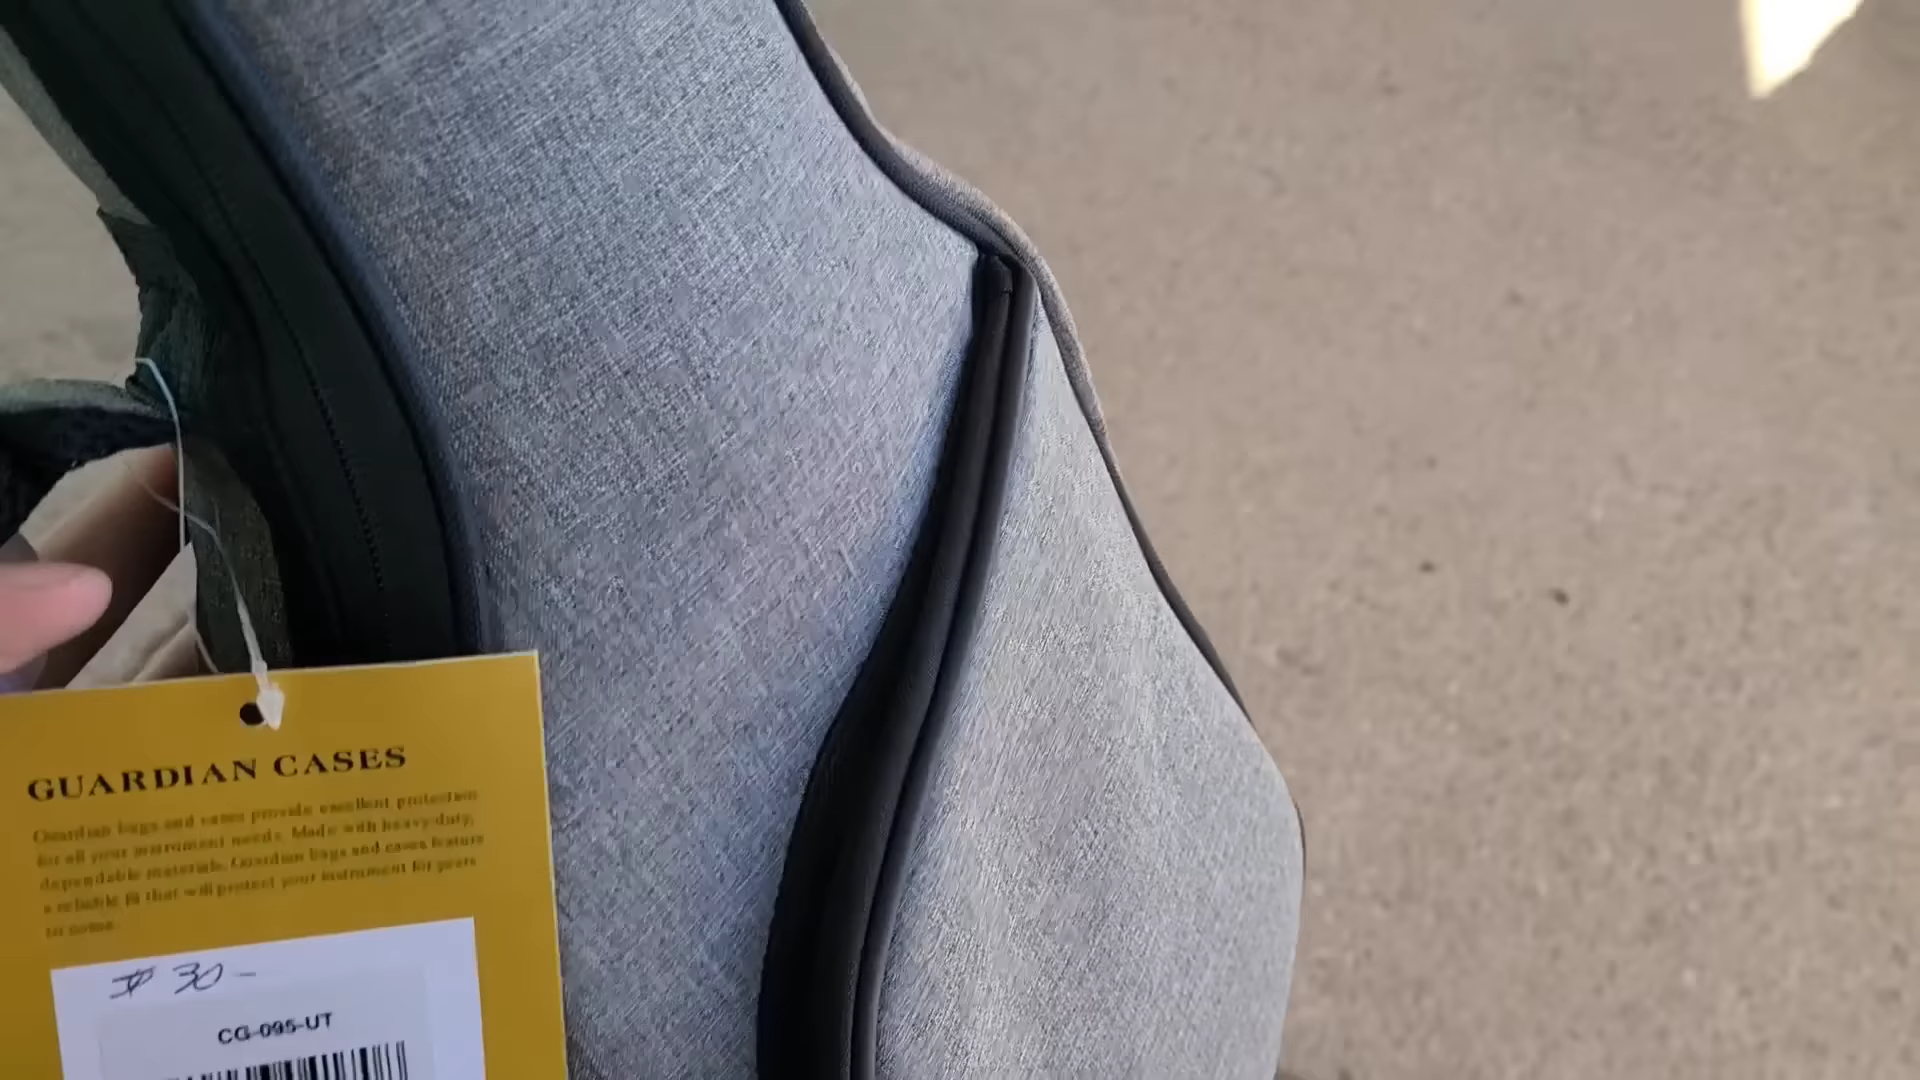 GUARDIAN CASES
Guardian bags and cases provide excellent protection
for all your instrument needs. Made with heavy duty,
dependable materials, Guardian bags and cases feature
a reliable fit that will protect your instrument for years
to come.
$ 30-
CG-095-UT